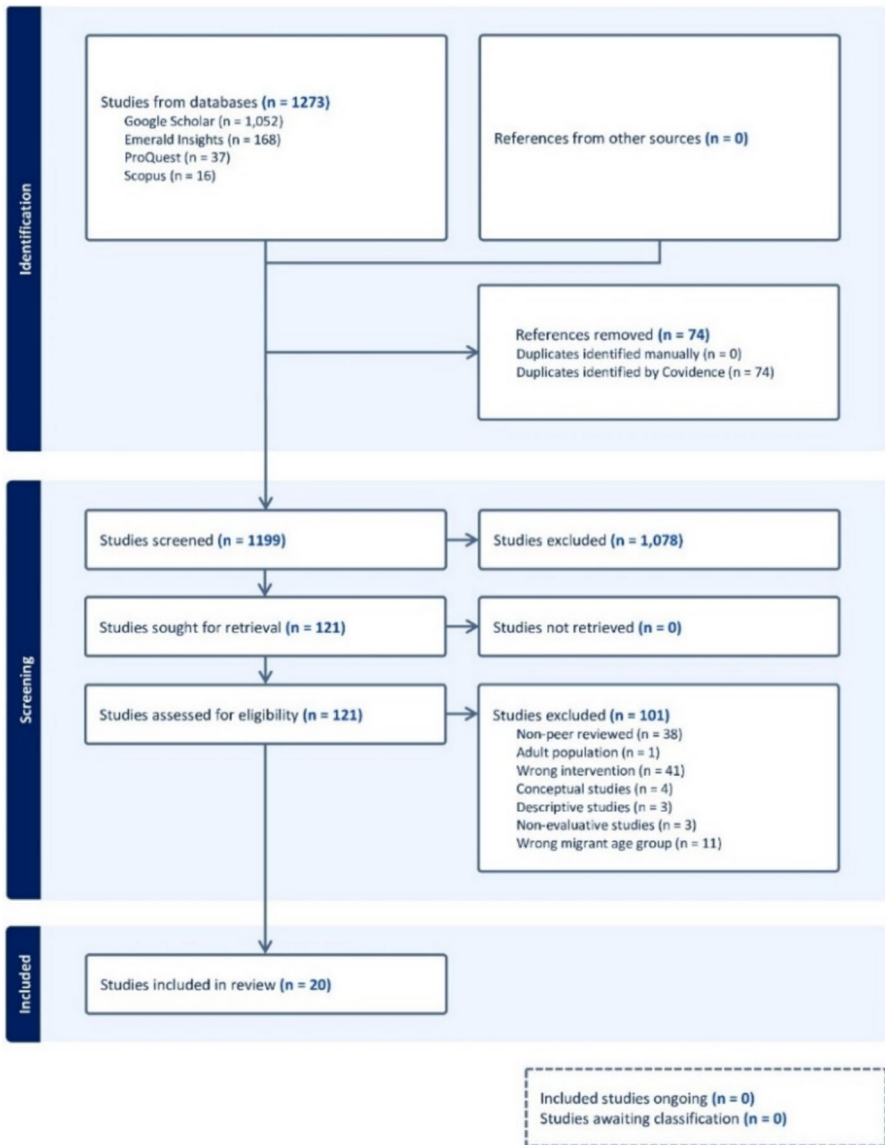 Identification
Studies from databases (n = 1273)
Google Scholar (n = 1,052)
Emerald Insights (n = 168)
ProQuest (n = 37)
Scopus (n = 16)
References from other sources (n = 0)
References removed (n = 74)
Duplicates identified manually (n = 0)
Duplicates identified by Covidence (n = 74)
Screening
Studies screened (n = 1199)
Studies excluded (n = 1,078)
Studies sought for retrieval (n = 121)
Studies not retrieved (n = 0)
Studies assessed for eligibility (n = 121)
Studies excluded (n = 101)
Non-peer reviewed (n = 38)
Adult population (n = 1)
Wrong intervention (n = 41)
Conceptual studies (n = 4)
Descriptive studies (n = 3)
Non-evaluative studies (n = 3)
Wrong migrant age group (n = 11)
Included
Studies included in review (n = 20)
Included studies ongoing (n = 0)
Studies awaiting classification (n = 0)